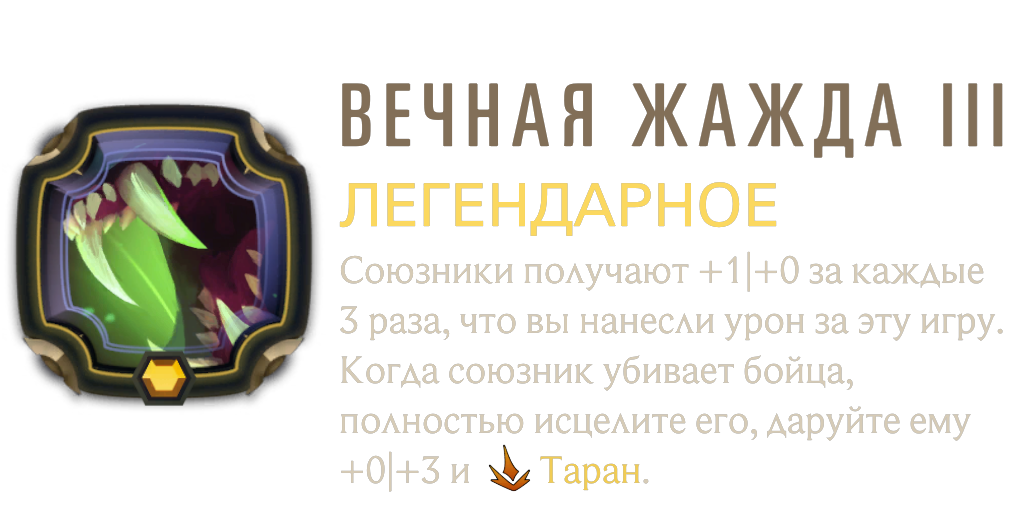 ВЕЧНАЯ ЖАЖДА III
ЛЕГЕНДАРНОЕ
Союзники получают +1|+0 за каждые
3 раза, что вы нанесли урон за эту игру.
Когда союзник убивает бойца,
полностью исцелите его, даруйте ему
+0|+3 и Таран.